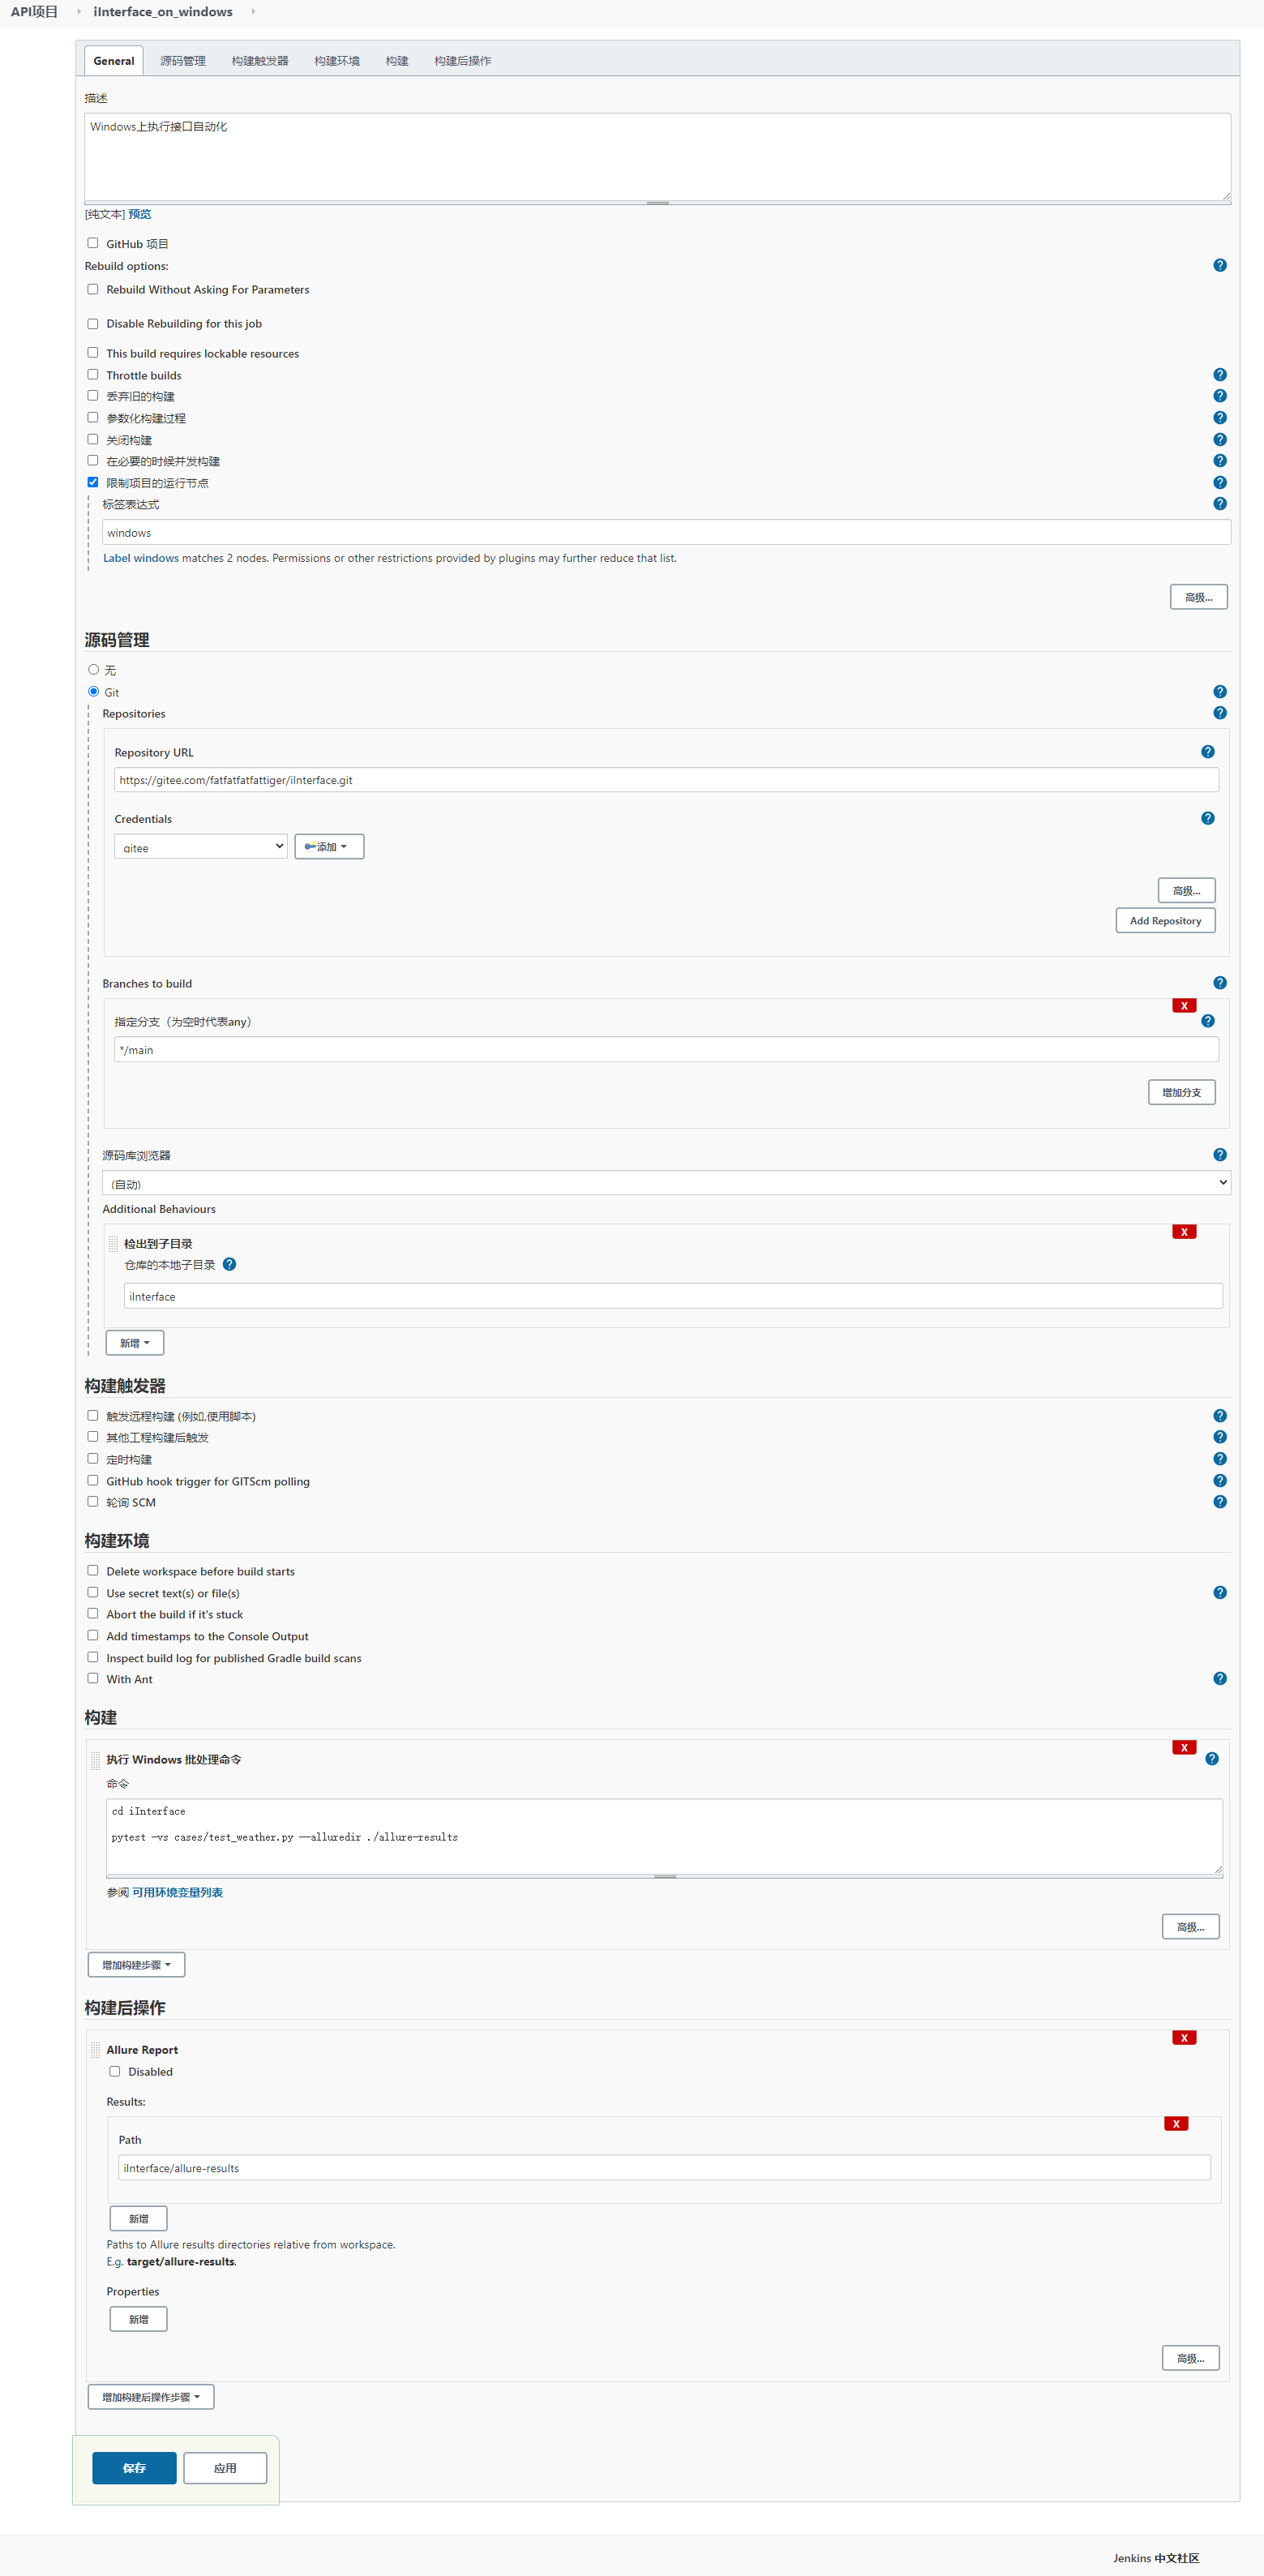 API项目 iInterface_on_windows
General 源码管理 构建触发器 构建环境 构建 构建后操作
描述
Windows上执行接口自动化
[纯文本] 预览
GitHub 项目
Rebuild options:
Rebuild Without Asking For Parameters
Disable Rebuilding for this job
This build requires lockable resources
Throttle builds
丢弃旧的构建
参数化构建过程
关闭构建
在必要的时候并发构建
限制项目的运行节点
标签表达式
windows
Label windows matches 2 nodes. Permissions or other restrictions provided by plugins may further reduce that list.
高级...
源码管理
无
Git
Repositories
Repository URL
https://gitee.com/fatfatfatfattiger/iInterface.git
Credentials
gitee 添加
高级...
Add Repository
Branches to build
X
指定分支（为空时代表any）
*/main
增加分支
源码库浏览器
(自动)
Additional Behaviours
X
检出到子目录
仓库的本地子目录
iInterface
新增
构建触发器
触发远程构建 (例如,使用脚本)
其他工程构建后触发
定时构建
GitHub hook trigger for GITScm polling
轮询 SCM
构建环境
Delete workspace before build starts
Use secret text(s) or file(s)
Abort the build if it's stuck
Add timestamps to the Console Output
Inspect build log for published Gradle build scans
With Ant
构建
X
执行 Windows 批处理命令
命令
cd iInterface
pytest -vs cases/test_weather.py --alluredir ./allure-results
参阅 可用环境变量列表
高级...
增加构建步骤
构建后操作
X
Allure Report
Disabled
Results:
X
Path
iInterface/allure-results
新增
Paths to Allure results directories relative from workspace.
E.g. target/allure-results.
Properties
新增
高级...
增加构建后操作步骤
保存 应用
Jenkins 中文社区